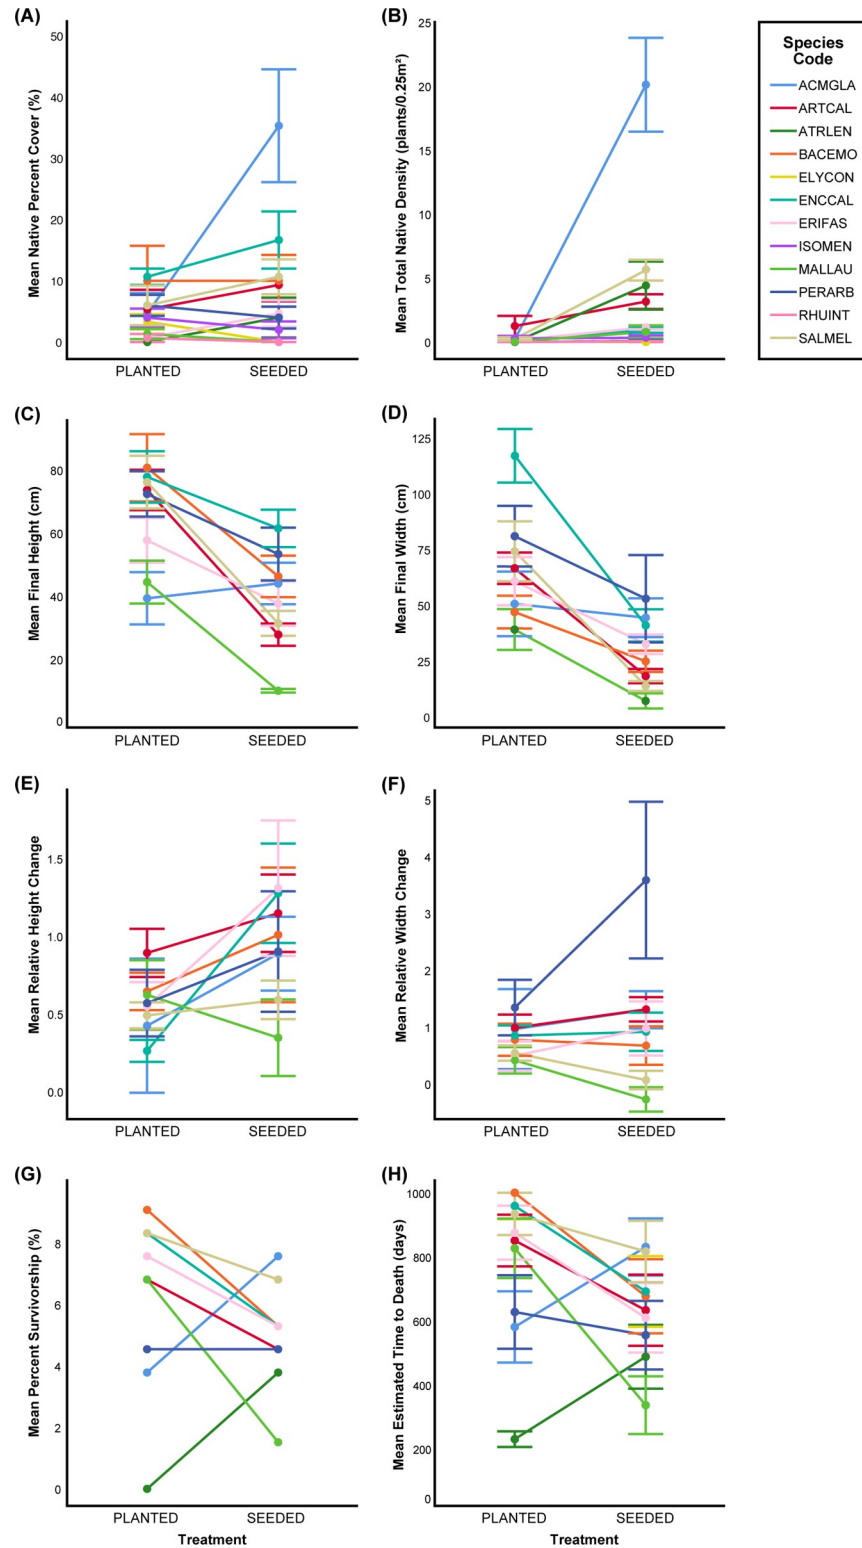 (A)
Mean Native Percent Cover (%)
50
40
30
20
10
0
PLANTED SEEDED
(B)
Mean Total Native Density (plants/0.25m²)
25
20
15
10
5
0
PLANTED SEEDED
Species
Code
ACMGLA
ARTCAL
ATRLEN
BACEMO
ELYCON
ENCCAL
ERIFAS
ISOMEN
MALLAU
PERARB
RHUINT
SALMEL
(C)
Mean Final Height (cm)
80
60
40
20
0
PLANTED SEEDED
(D)
Mean Final Width (cm)
125
100
75
50
25
0
PLANTED SEEDED
(E)
Mean Relative Height Change
1.5
1.0
0.5
0.0
PLANTED SEEDED
(F)
Mean Relative Width Change
5
4
3
2
1
0
PLANTED SEEDED
(G)
Mean Percent Survivorship (%)
8
6
4
2
0
PLANTED SEEDED
Treatment
(H)
Mean Estimated Time to Death (days)
1000
800
600
400
200
0
PLANTED SEEDED
Treatment